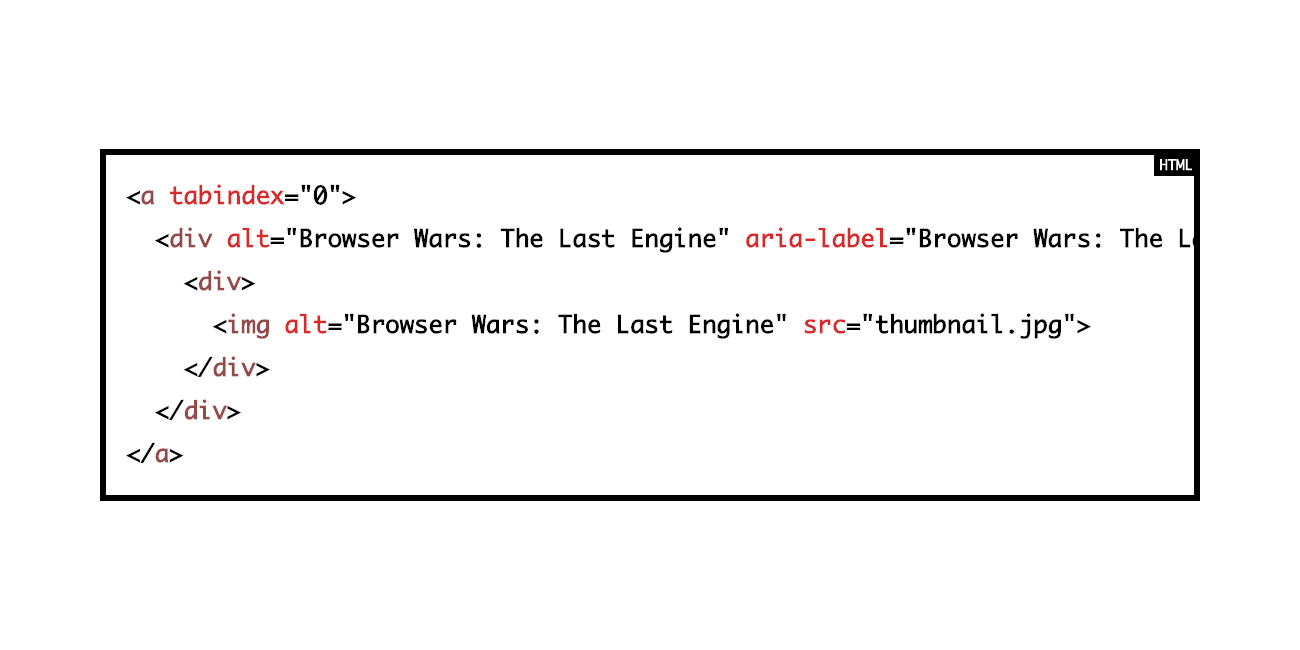 HTML
<a tabindex="0">
<div alt="Browser Wars: The Last Engine" aria-label="Browser Wars: The
<div>
<img alt="Browser Wars: The Last Engine" src="thumbnail.jpg">
</div>
</div>
</a>